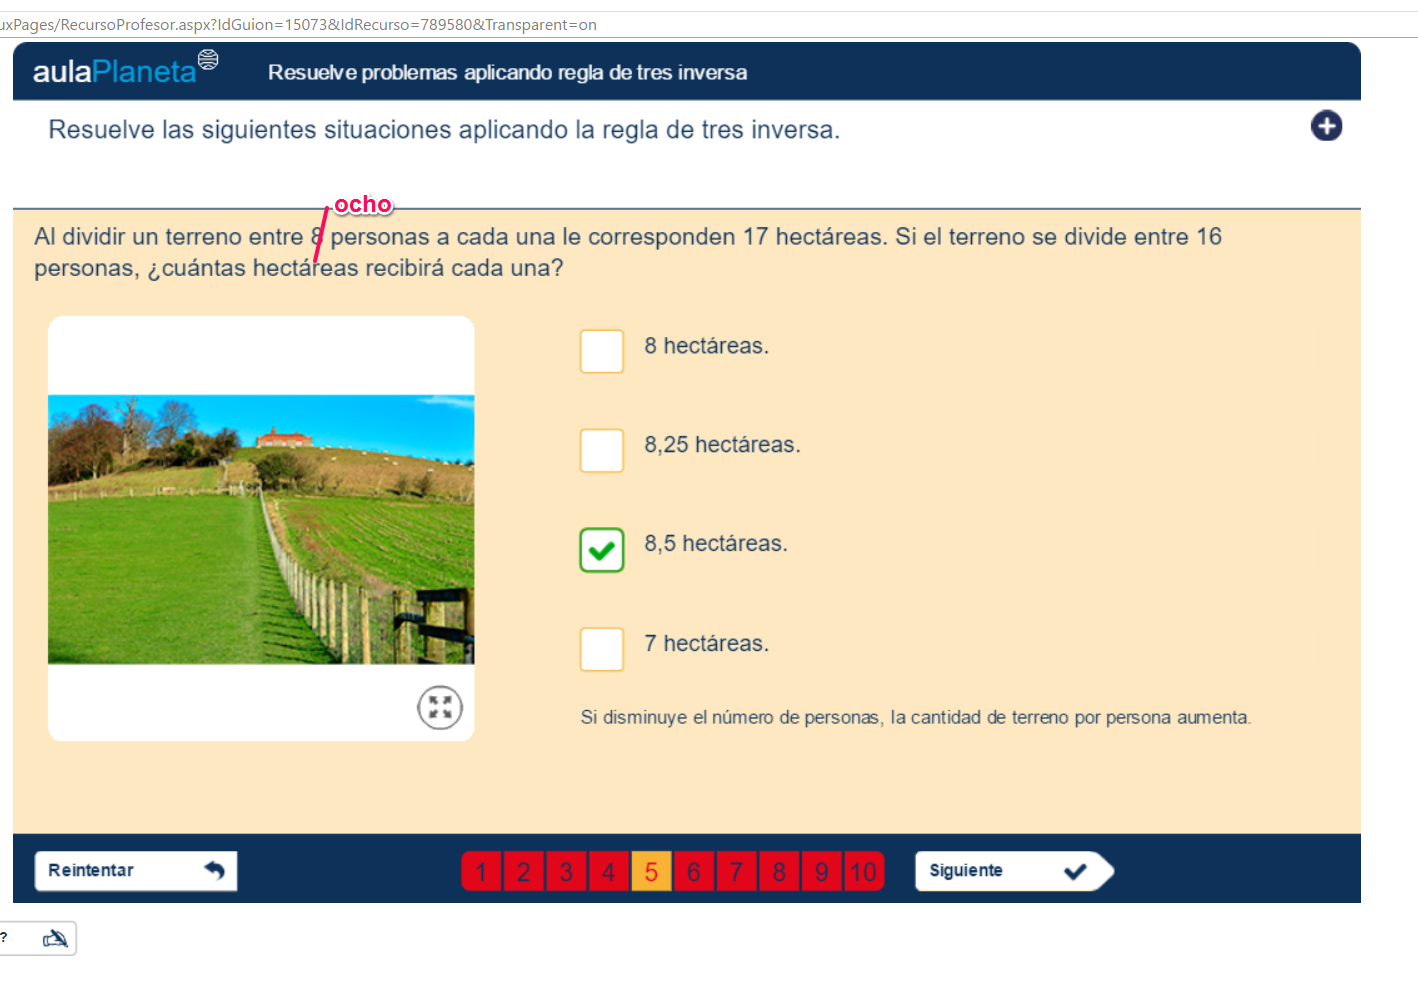 uxPages/RecursoProfesor.aspx?IdGuion=15073&IdRecurso=789580&Transparent=on
aulaPlaneta Resuelve problemas aplicando regla de tres inversa
Resuelve las siguientes situaciones aplicando la regla de tres inversa.
ocho
Al dividir un terreno entre 8 personas a cada una le corresponden 17 hectáreas. Si el terreno se divide entre 16
personas, ¿cuántas hectáreas recibirá cada una?
8 hectáreas.
8,25 hectáreas.
8,5 hectáreas.
7 hectáreas.
Si disminuye el número de personas, la cantidad de terreno por persona aumenta.
Reintentar 1 2 3 4 5 6 7 8 9 10 Siguiente
?